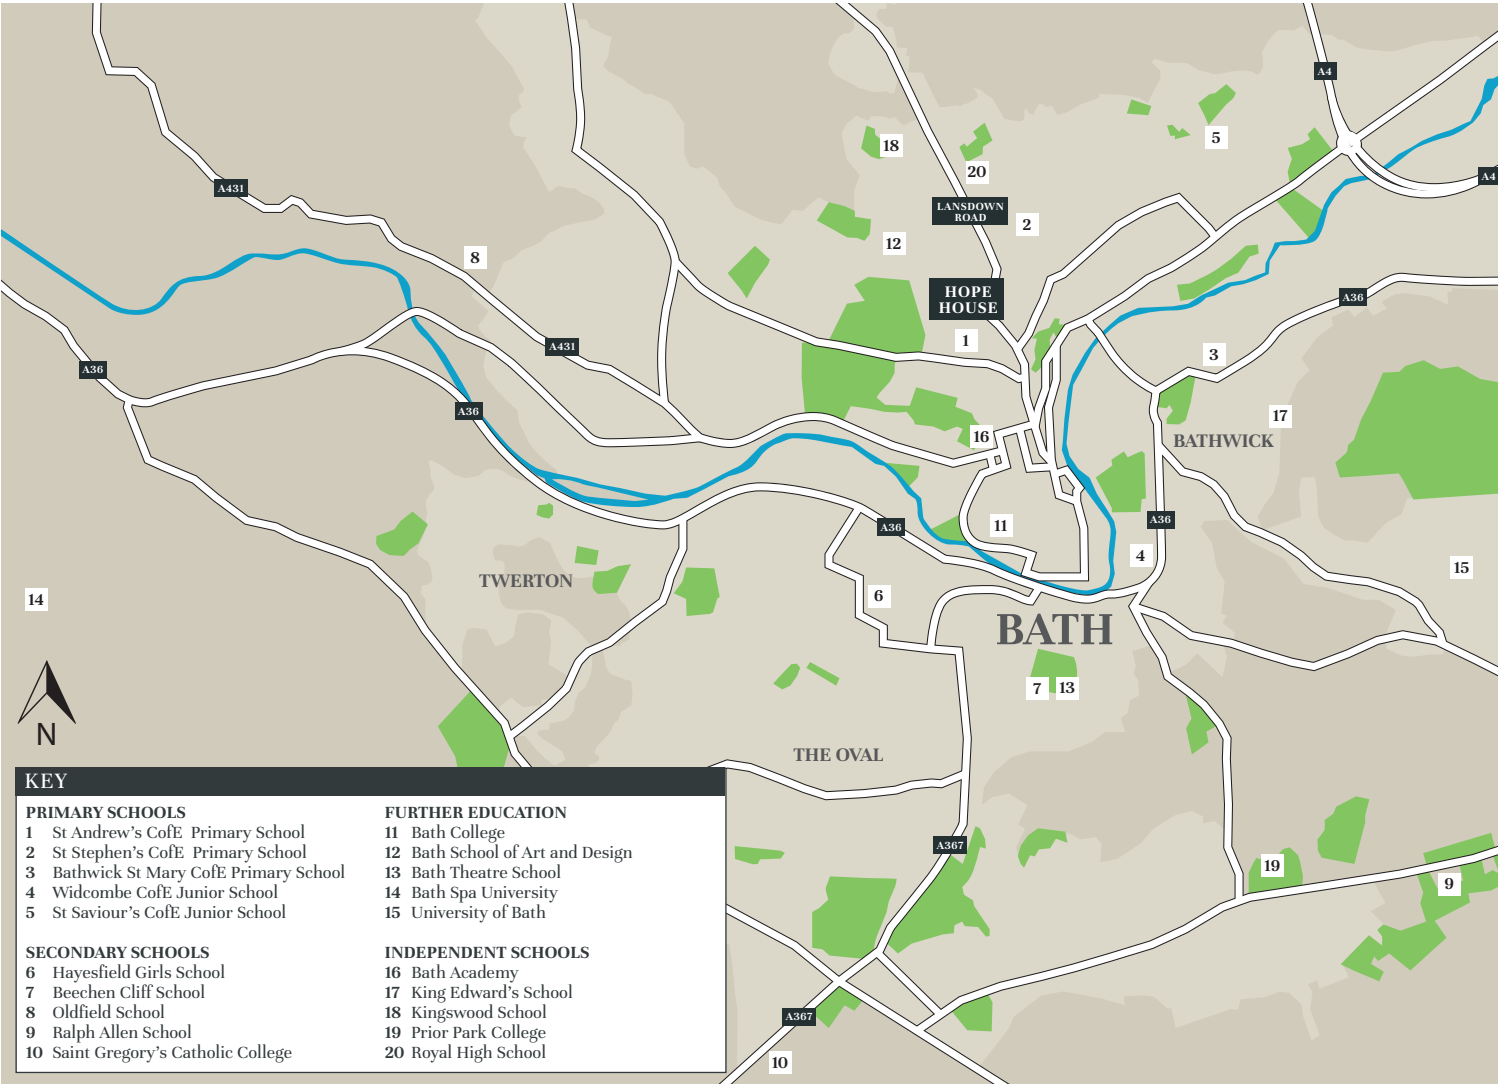 A4
A431
18
5
20
A4
LANSDOWN
ROAD
2
12
8
HOPE
HOUSE
A36
1
A431
3
A36
A36
17
16
BATHWICK
A36
11
A36
4
15
TWERTON
6
14
BATH
7
13
N
THE OVAL
A367
19
9
A367
10
KEY
PRIMARY SCHOOLS
1 St Andrew's CofE Primary School
2 St Stephen's CofE Primary School
3 Bathwick St Mary CofE Primary School
4 Widcombe CofE Junior School
5 St Saviour's CofE Junior School
SECONDARY SCHOOLS
6 Hayesfield Girls School
7 Beechen Cliff School
8 Oldfield School
9 Ralph Allen School
10 Saint Gregory's Catholic College
FURTHER EDUCATION
11 Bath College
12 Bath School of Art and Design
13 Bath Theatre School
14 Bath Spa University
15 University of Bath
INDEPENDENT SCHOOLS
16 Bath Academy
17 King Edward's School
18 Kingswood School
19 Prior Park College
20 Royal High School